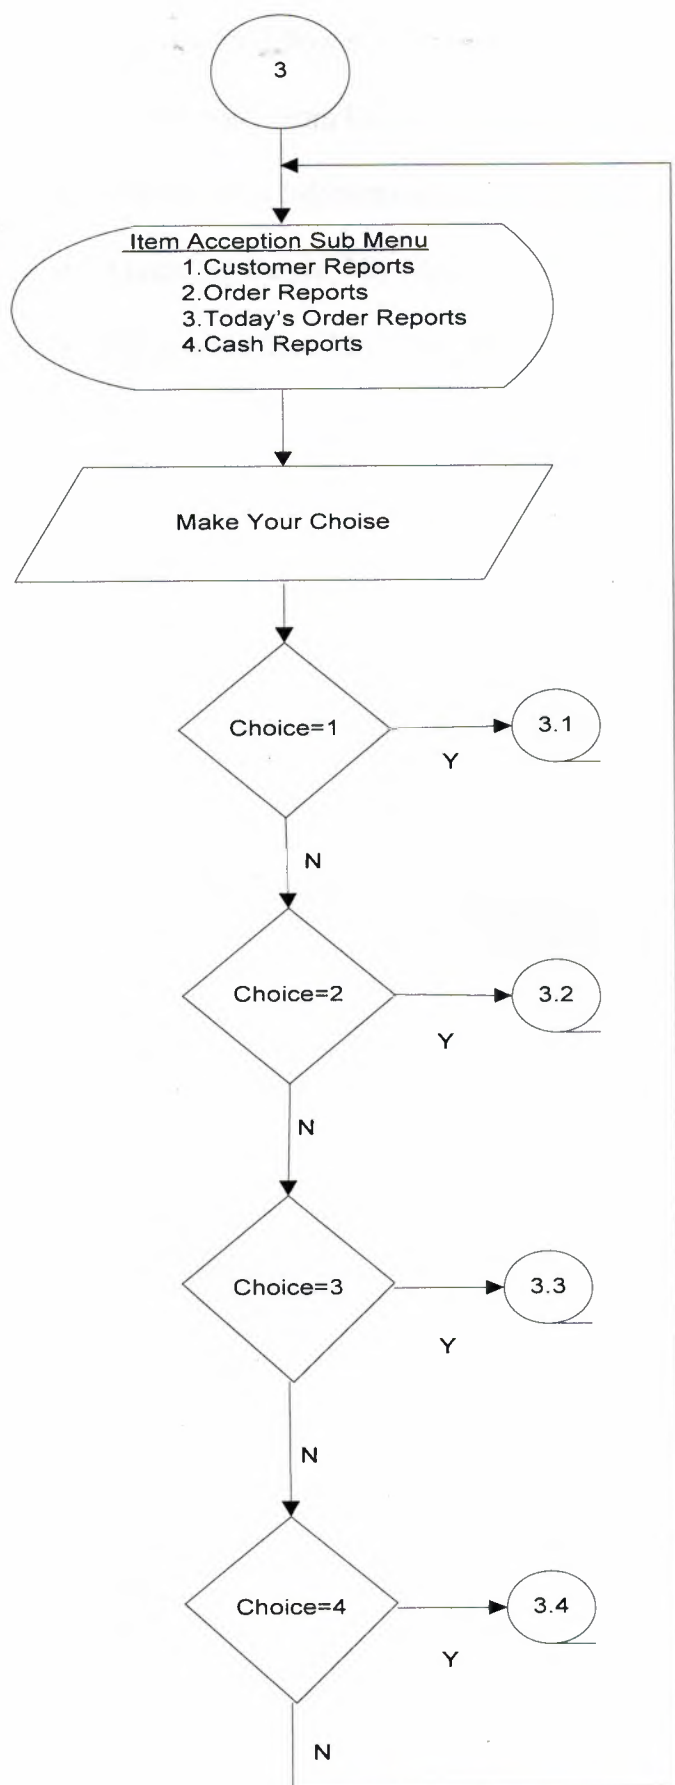 3
Item Acception Sub Menu
1.Customer Reports
2.Order Reports
3.Today's Order Reports
4.Cash Reports
Make Your Choise
Choice=1
3.1
Y
N
Choice=2
3.2
Y
N
Choice=3
3.3
Y
N
Choice=4
3.4
Y
N